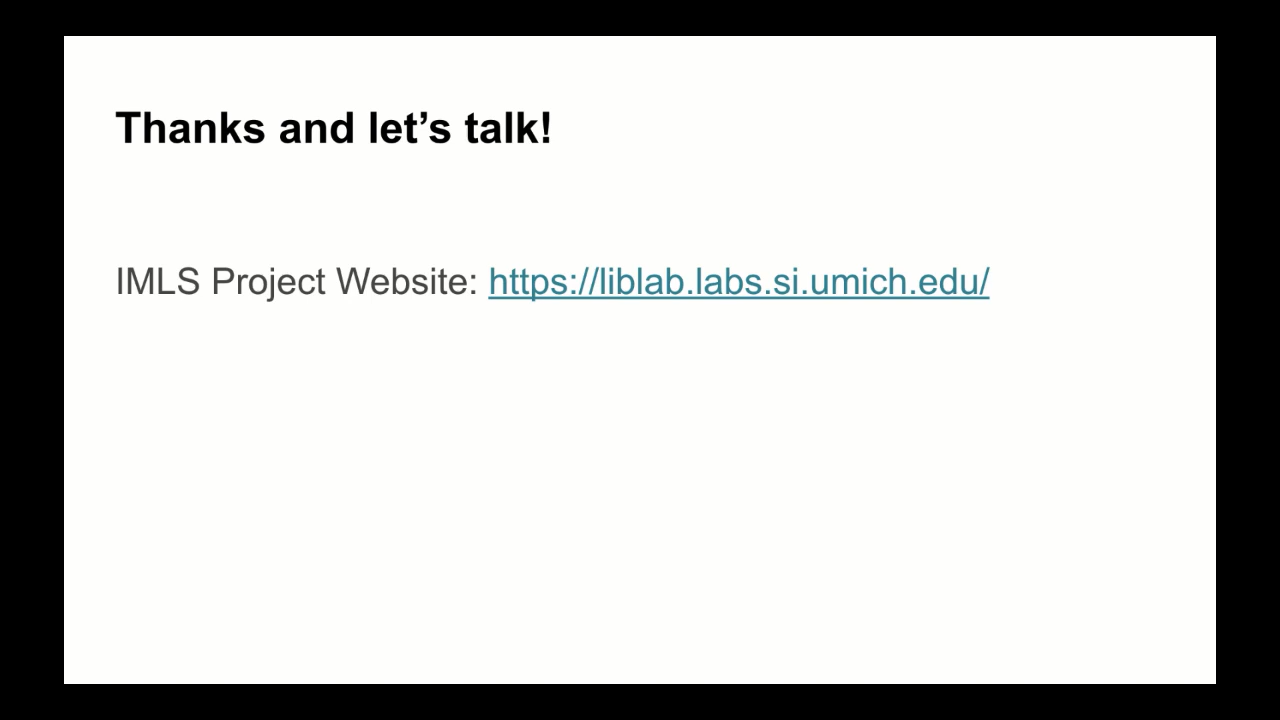 Thanks and let’s talk!
IMLS Project Website: https://liblab.labs.si.umich.edu/